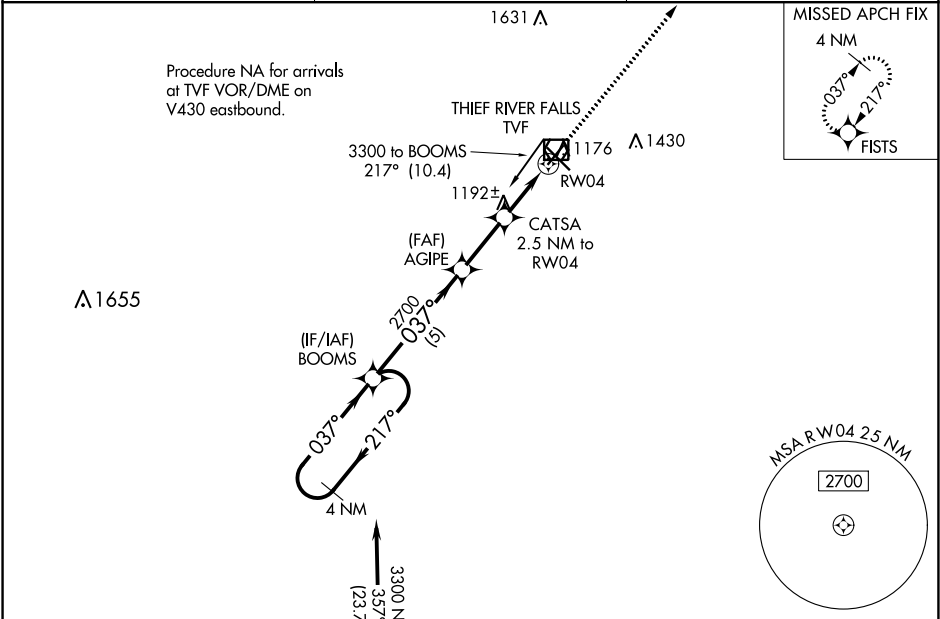 1631
MISSED APCH FIX
4 NM
037°
217°
FISTS
Procedure NA for arrivals
at TVF VOR/DME on
V430 eastbound.
THIEF RIVER FALLS
TVF
3300 to BOOMS
217° (10.4)
1176
1430
RW04
1192±
CATSA
2.5 NM to
RW04
(FAF)
AGIPE
1655
2700
037°
(5)
(IF/IAF)
BOOMS
037°
217°
4 NM
MSA RW04 25 NM
2700
3300
357°